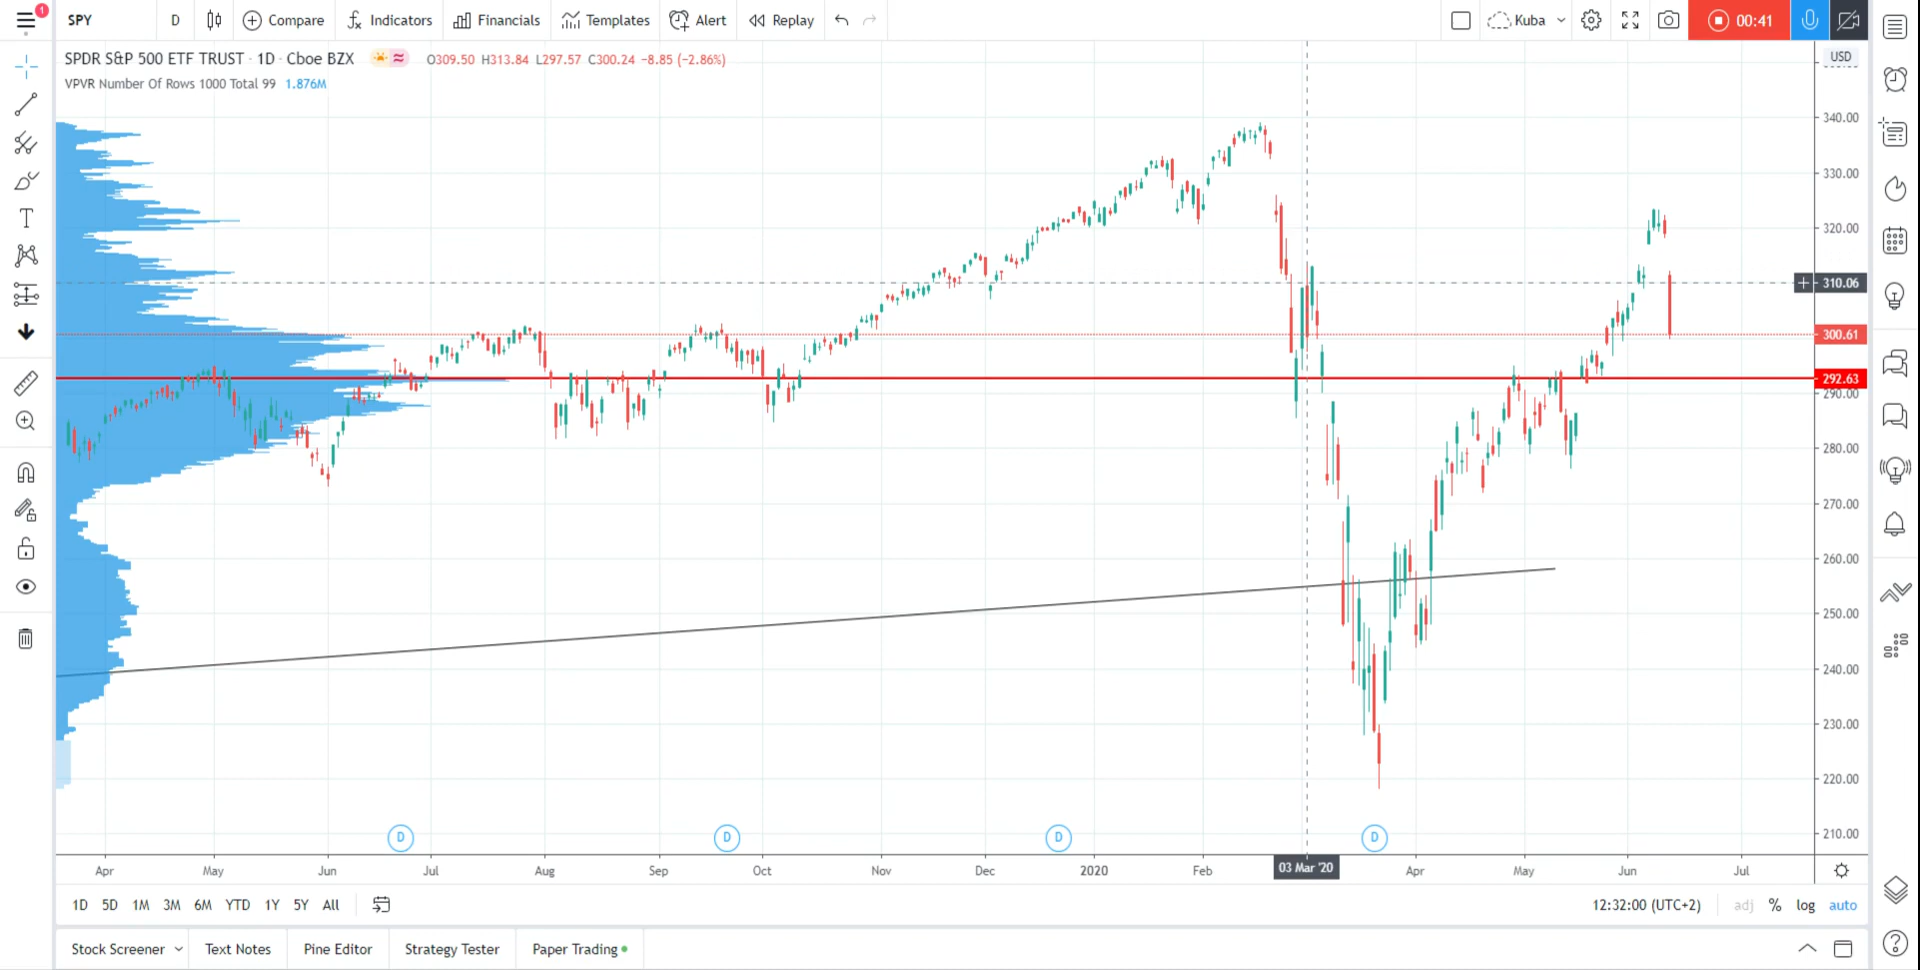 1
SPY D Compare Indicators Financials Templates Alert Replay Kuba 00:41
SPDR S&P 500 ETF TRUST · 1D · Cboe BZX O309.50 H313.84 L297.57 C300.24 −8.85 (−2.86%) USD
VPVR Number Of Rows 1000 Total 99 1.876M
340.00
330.00
320.00
310.06
300.61
292.63
290.00
280.00
270.00
260.00
250.00
240.00
230.00
220.00
210.00
D D D D
Apr May Jun Jul Aug Sep Oct Nov Dec 2020 Feb 03 Mar '20 Apr May Jun Jul
1D 5D 1M 3M 6M YTD 1Y 5Y All 12:32:00 (UTC+2) adj % log auto
Stock Screener Text Notes Pine Editor Strategy Tester Paper Trading